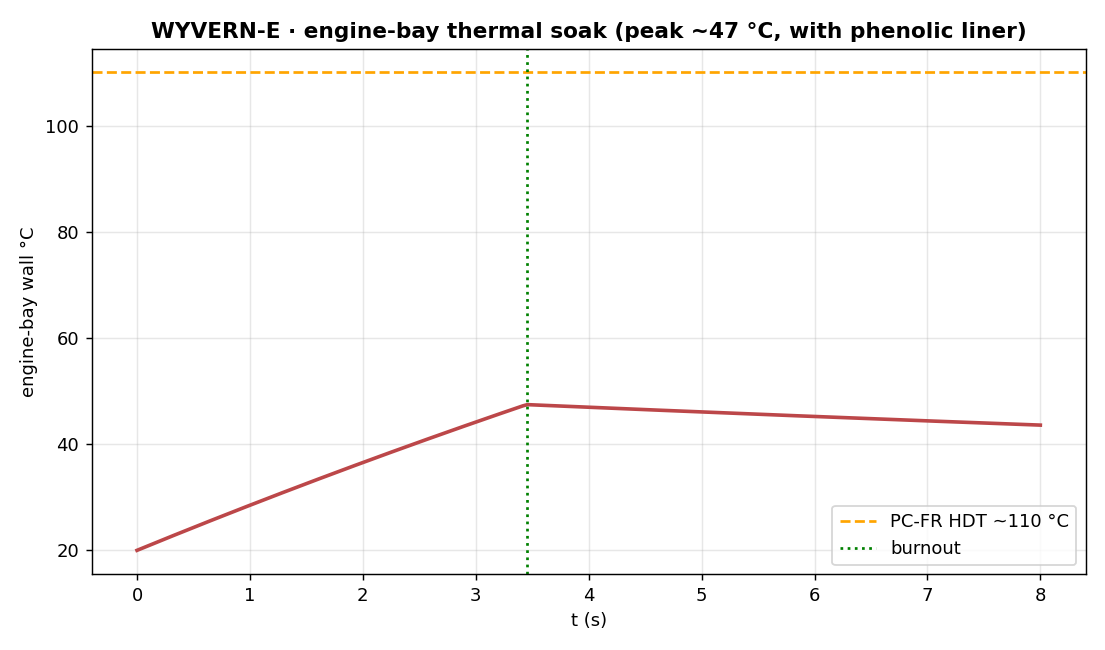 WYVERN-E · engine-bay thermal soak (peak ~47 °C, with phenolic liner)
engine-bay wall °C
100
80
60
40
20
PC-FR HDT ~110 °C
burnout
0 1 2 3 4 5 6 7 8
t (s)